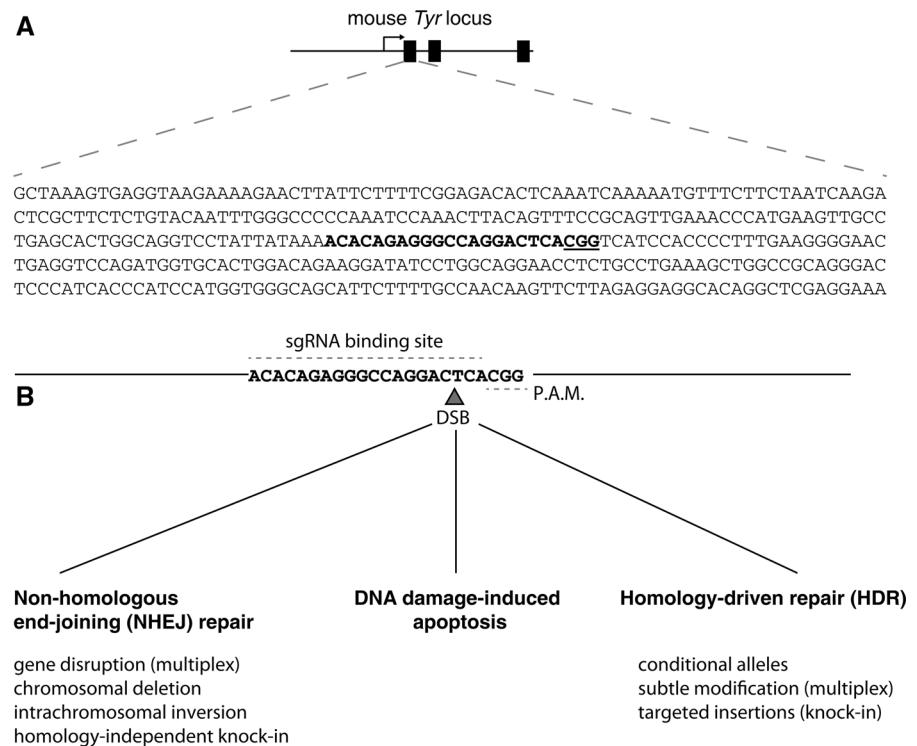 A
mouse Tyr locus
GCTAAAGTGAGGTAAGAAAAGAACTTATTCTTTTCGGAGACACTCAAATCAAAAATGTTTCTTCTAATCAAGA
CTCGCTTCTCTGTACAATTTGGGCCCCCAAATCCAAACTTACAGTTTCCGCAGTTGAAACCCATGAAGTTGCC
TGAGCACTGGCAGGTCCTATTATAAAACACAGAGGGCCAGGACTCACGGTCATCCACCCCTTTGAAGGGGAAC
TGAGGTCCAGATGGTGCACTGGACAGAAGGATATCCTGGCAGGAACCTCTGCCTGAAAGCTGGCCGCAGGGAC
TCCCATCACCCATCCATGGTGGGCAGCATTCTTTTGCCAACAAGTTCTTAGAGGAGGCACAGGCTCGAGGAAA
sgRNA binding site
ACACAGAGGGCCAGGACTCACGG
B
P.A.M.
DSB
Non-homologous
end-joining (NHEJ) repair
DNA damage-induced
apoptosis
Homology-driven repair (HDR)
gene disruption (multiplex)
chromosomal deletion
intrachromosomal inversion
homology-independent knock-in
conditional alleles
subtle modification (multiplex)
targeted insertions (knock-in)